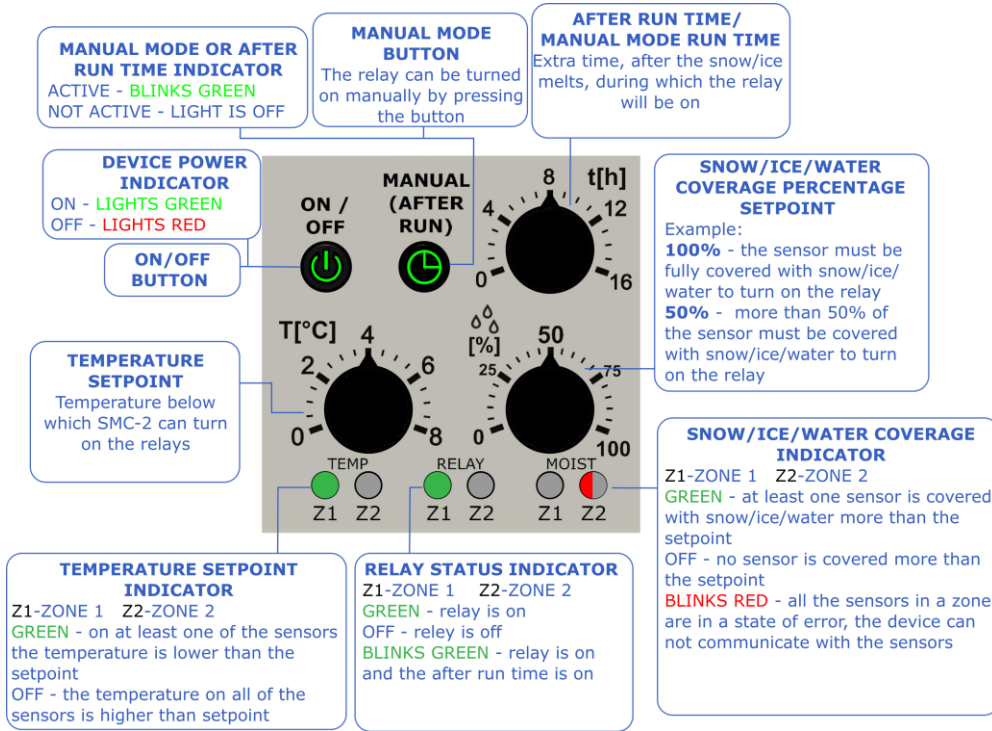 MANUAL MODE OR AFTER
RUN TIME INDICATOR
ACTIVE - BLINKS GREEN
NOT ACTIVE - LIGHT IS OFF
MANUAL MODE
BUTTON
The relay can be turned
on manually by pressing
the button
AFTER RUN TIME/
MANUAL MODE RUN TIME
Extra time, after the snow/ice
melts, during which the relay
will be on
DEVICE POWER
INDICATOR
ON - LIGHTS GREEN
OFF - LIGHTS RED
ON/OFF
BUTTON
ON /
OFF
MANUAL
(AFTER
RUN)
8 t[h]
4 12
0 16
SNOW/ICE/WATER
COVERAGE PERCENTAGE
SETPOINT
Example:
100% - the sensor must be
fully covered with snow/ice/
water to turn on the relay
50% - more than 50% of
the sensor must be covered
with snow/ice/water to turn
on the relay
TEMPERATURE
SETPOINT
Temperature below
which SMC-2 can turn
on the relays
T[°C] 4
2 6
0 8
[%] 50
25 75
0 100
TEMP RELAY MOIST
Z1 Z2 Z1 Z2 Z1 Z2
TEMPERATURE SETPOINT
INDICATOR
Z1-ZONE 1 Z2-ZONE 2
GREEN - on at least one of the sensors
the temperature is lower than the
setpoint
OFF - the temperature on all of the
sensors is higher than setpoint
RELAY STATUS INDICATOR
Z1-ZONE 1 Z2-ZONE 2
GREEN - relay is on
OFF - reley is off
BLINKS GREEN - relay is on
and the after run time is on
SNOW/ICE/WATER COVERAGE
INDICATOR
Z1-ZONE 1 Z2-ZONE 2
GREEN - at least one sensor is covered
with snow/ice/water more than the
setpoint
OFF - no sensor is covered more than
the setpoint
BLINKS RED - all the sensors in a zone
are in a state of error, the device can
not communicate with the sensors